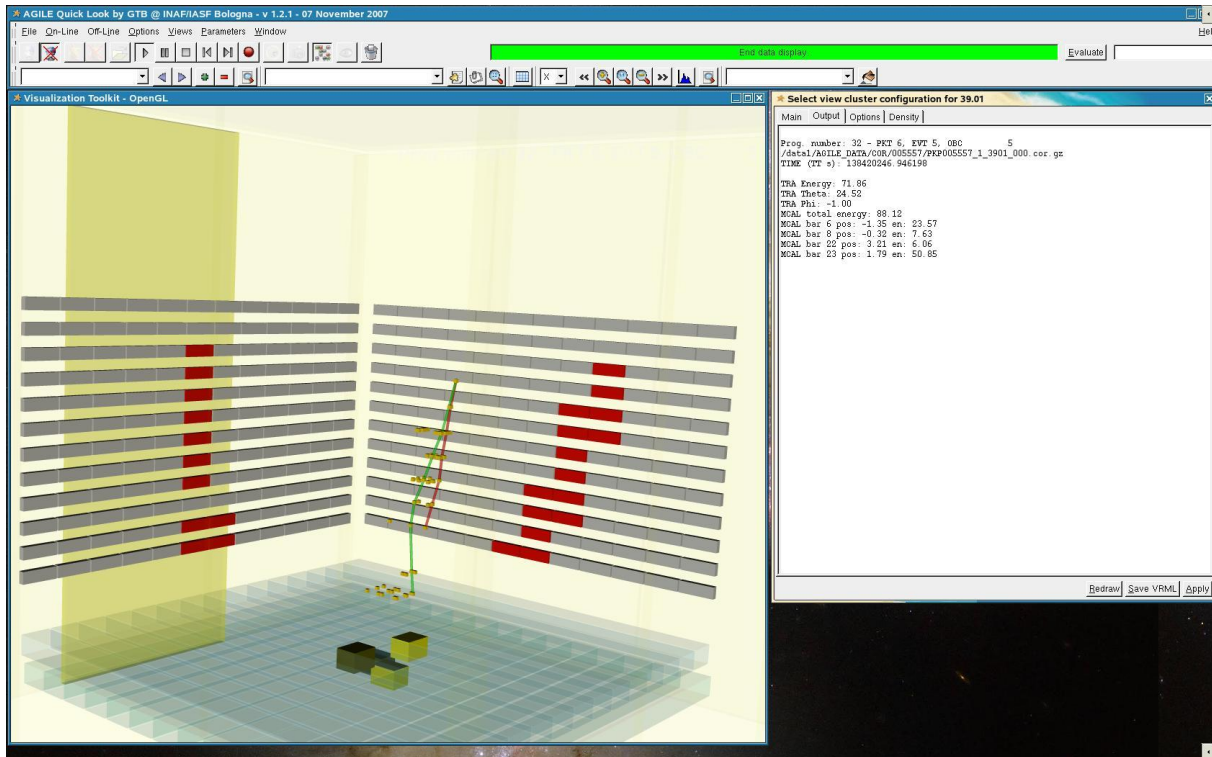 AGILE Quick Look by GTB @ INAF/IASF Bologna - v 1.2.1 - 07 November 2007
File On-Line Off-Line Options Views Parameters Window
End data display
Evaluate
X
Visualization Toolkit - OpenGL
Select view cluster configuration for 39.01
Main Output Options Density
Prog. number: 32 - PKT 6, EVT 5, OBC 5
/data1/AGILE_DATA/COR/005557/PKP005557_1_3901_000.cor.gz
TIME (TT s): 138420246.946198
TRA Energy: 71.86
TRA Theta: 24.52
TRA Phi: -1.00
MCAL total energy: 88.12
MCAL bar 6 pos: -1.35 en: 23.57
MCAL bar 8 pos: -0.32 en: 7.63
MCAL bar 22 pos: 3.21 en: 6.06
MCAL bar 23 pos: 1.79 en: 50.85
Redraw Save VRML Apply